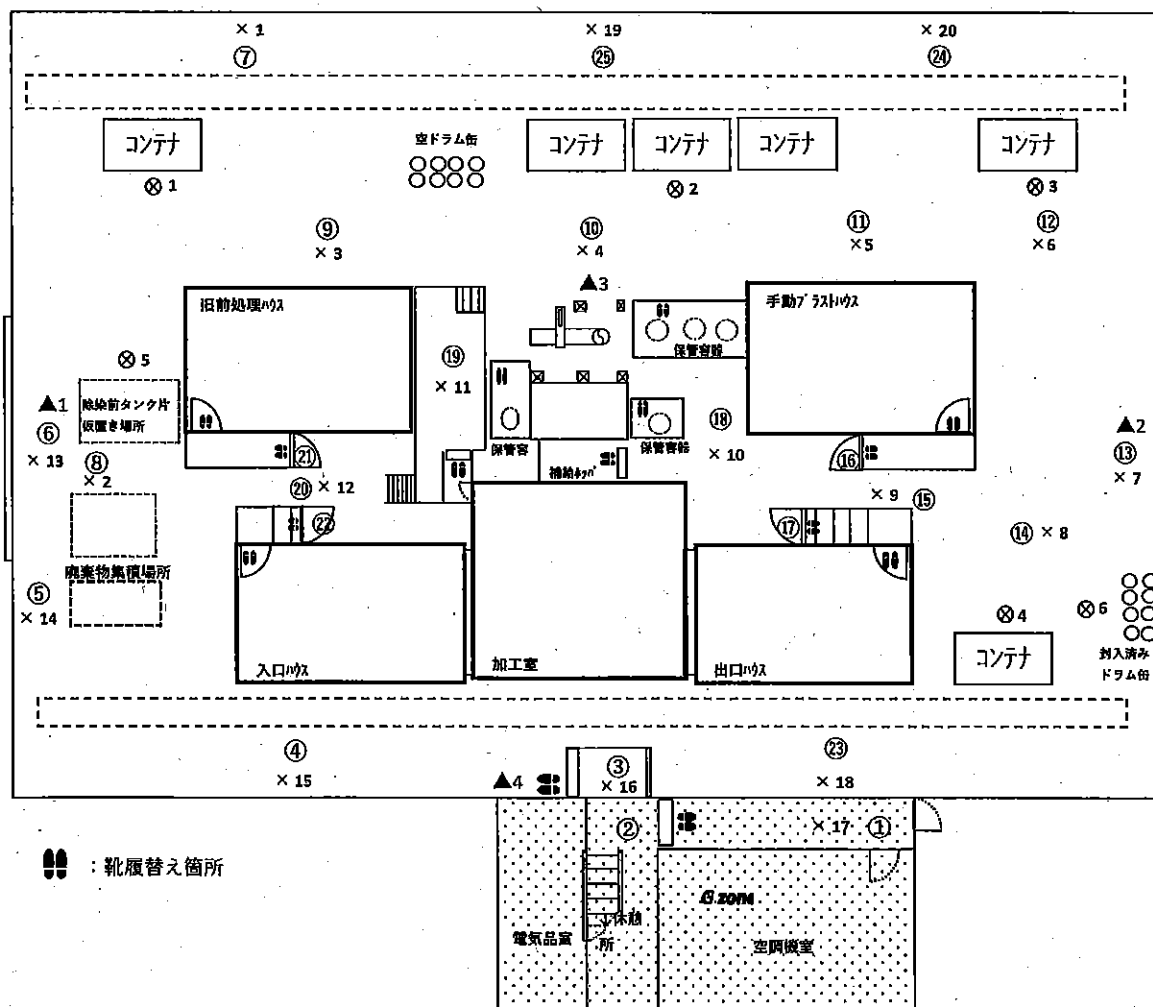 × 1
× 19
× 20
⑦
㉕
㉔
コンテナ
空ドラム缶
コンテナ
コンテナ
コンテナ
コンテナ
⊗ 1
⊗ 2
⊗ 3
⑨
⑩
⑪
⑫
× 3
× 4
×5
× 6
▲3
旧前処理ハウス
手動ブラストハウス
保管容器
⑲
× 11
⊗ 5
▲1
除染前タンク片
仮置き場所
⑥
× 13
⑧
× 2
⑱
× 10
▲2
⑬
× 7
保管容
保管容器
補給ホッパ
㉑
⑯
⑳
× 12
× 9
⑮
㉒
⑰
⑭ × 8
廃棄物集積場所
⑤
× 14
⊗4
⊗ 6
コンテナ
封入済み
ドラム缶
入口ハウス
加工室
出口ハウス
④
× 15
▲4
③
× 16
㉓
× 18
②
× 17
①
: 靴履替え箇所
G zone
休憩
所
電気品室
空調機室